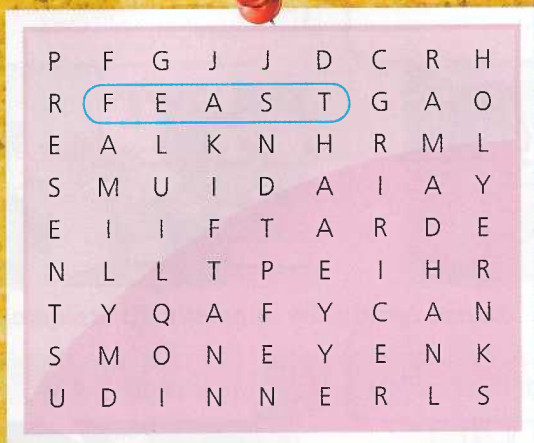 P F G J J D C R H
R F E A S T G A O
E A L K N H R M L
S M U I D A I A Y
E I I F T A R D E
N L L T P E I H R
T Y Q A F Y C A N
S M O N E Y E N K
U D I N N E R L S